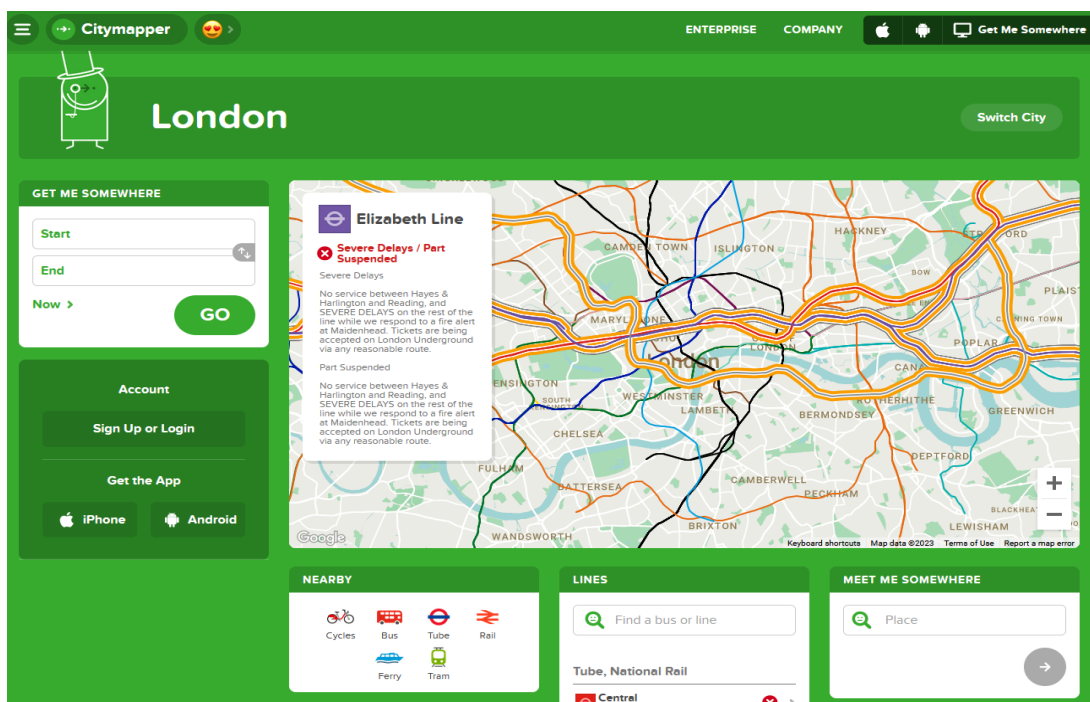 Citymapper
ENTERPRISE
COMPANY
Get Me Somewhere
London
Switch City
GET ME SOMEWHERE
Start
End
Now
GO
Account
Sign Up or Login
Get the App
iPhone
Android
Elizabeth Line
Severe Delays / Part
Suspended
Severe Delays
No service between Hayes &
Harlington and Reading, and
SEVERE DELAYS on the rest of the
line while we respond to a fire alert
at Maidenhead. Tickets are
accepted on London Underground
via any reasonable route.
Part Suspended
No service between Hayes &
Harlington and Reading, and
SEVERE DELAYS on the rest of the
line while we respond to a fire alert
at Maidenhead. Tickets are being
accepted on London Underground
via any reasonable route.
CAMDEN TOWN
ISLINGTON
HACKNEY
BOW
POPLAR
London
WESTMINSTER
LAMBETH
SOUTH
BERMONDSEY
ROTHERHITHE
GREENWICH
CHELSEA
DEPTFORD
FULHAM
BATTERSEA
CAMBERWELL
PECKHAM
BRIXTON
LEWISHAM
WANDSWORTH
Google
Keyboard shortcuts
Map data ©2023
Terms of Use
Report a map error
NEARBY
Cycles
Bus
Tube
Rail
Ferry
Tram
LINES
Find a bus or line
Tube, National Rail
Central
MEET ME SOMEWHERE
Place